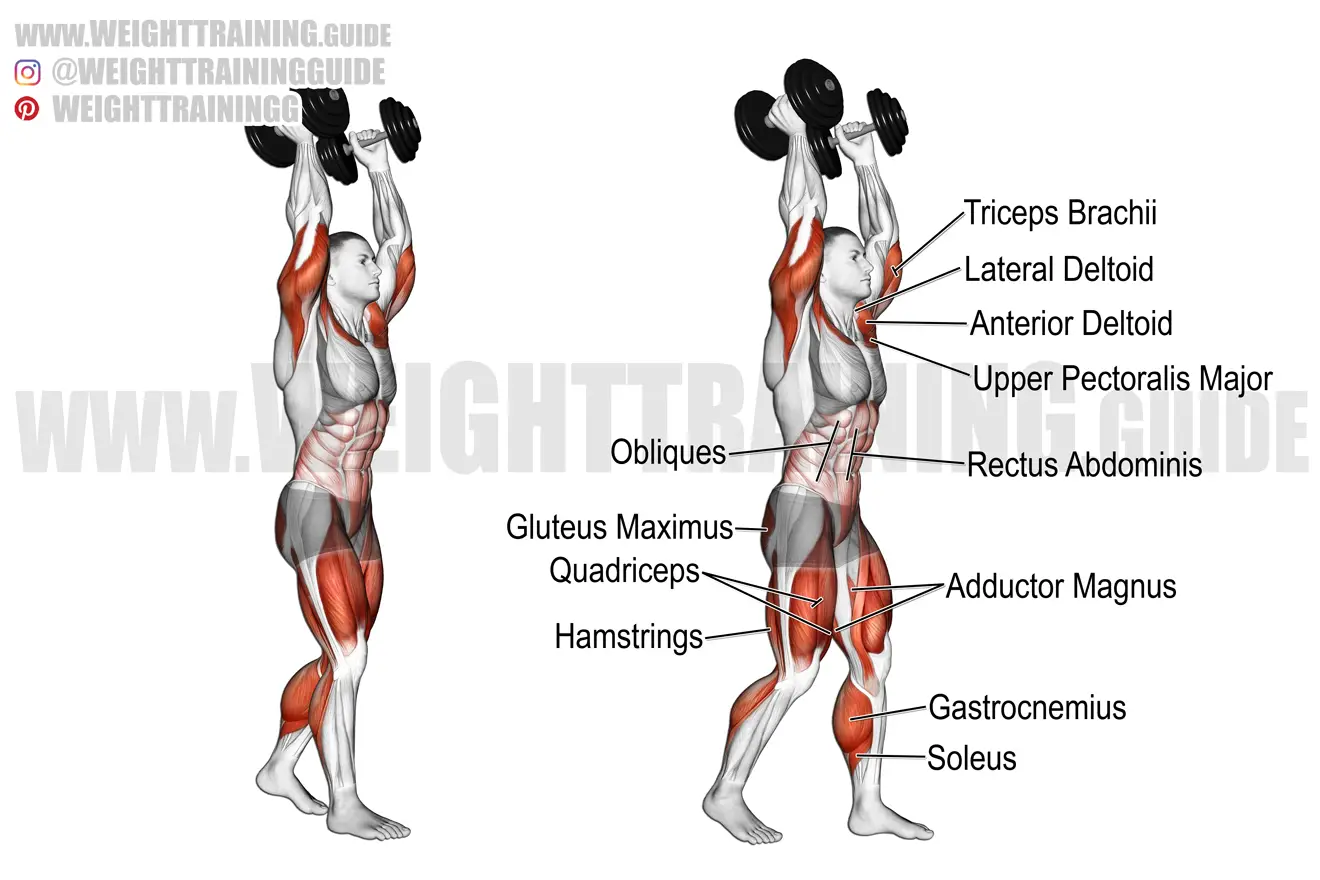 WWW.WEIGHTTRAINING.GUIDE
@WEIGHTTRAININGGUIDE
WEIGHTTRAININGG
Triceps Brachii
Lateral Deltoid
Anterior Deltoid
Upper Pectoralis Major
WWW.WEIGHTTRAINING.GUIDE
Obliques
Rectus Abdominis
Gluteus Maximus
Quadriceps
Adductor Magnus
Hamstrings
Gastrocnemius
Soleus